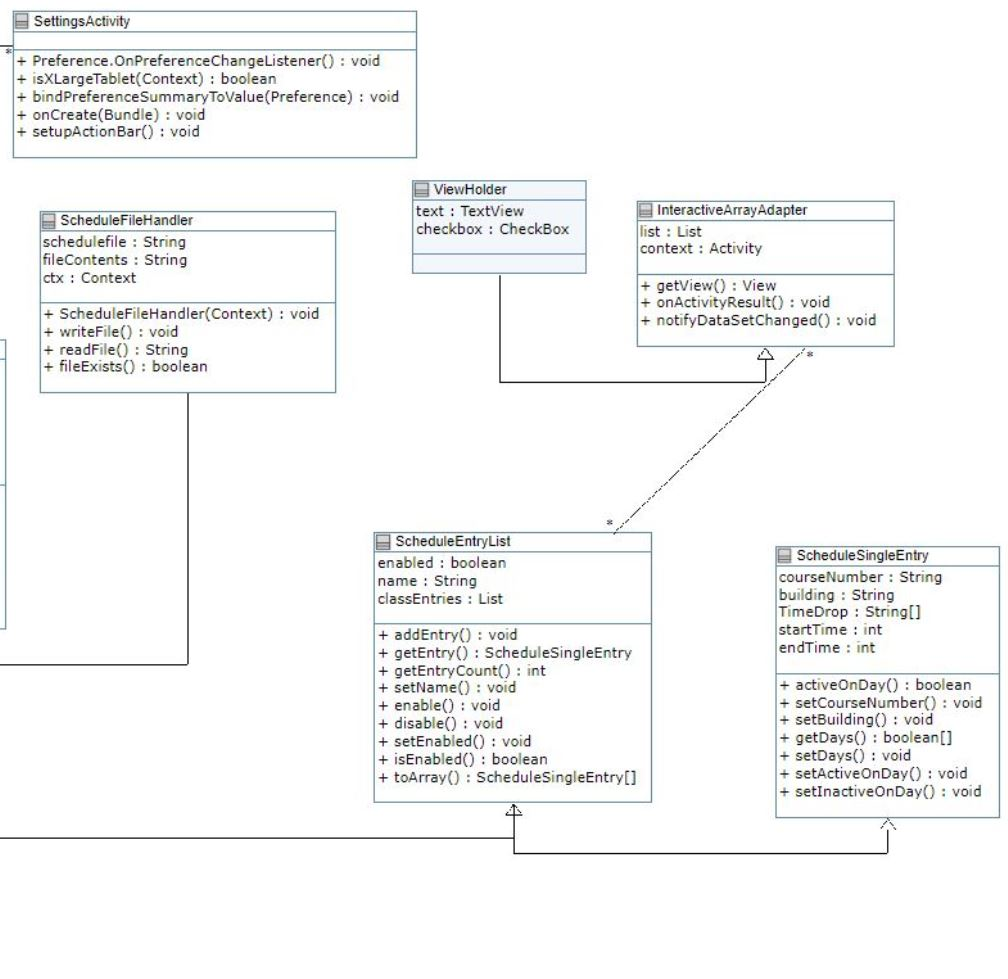 SettingsActivity
*
+ Preference.OnPreferenceChangeListener() : void
+ isXLargeTablet(Context) : boolean
+ bindPreferenceSummaryToValue(Preference) : void
+ onCreate(Bundle) : void
+ setupActionBar() : void
ScheduleFileHandler
schedulefile : String
fileContents : String
ctx : Context
+ ScheduleFileHandler(Context) : void
+ writeFile() : void
+ readFile() : String
+ fileExists() : boolean
ViewHolder
text : TextView
checkbox : CheckBox
InteractiveArrayAdapter
list : List
context : Activity
+ getView() : View
+ onActivityResult() : void
+ notifyDataSetChanged() : void
*
*
ScheduleEntryList
enabled : boolean
name : String
classEntries : List
+ addEntry() : void
+ getEntry() : ScheduleSingleEntry
+ getEntryCount() : int
+ setName() : void
+ enable() : void
+ disable() : void
+ setEnabled() : void
+ isEnabled() : boolean
+ toArray() : ScheduleSingleEntry[]
ScheduleSingleEntry
courseNumber : String
building : String
TimeDrop : String[]
startTime : int
endTime : int
+ activeOnDay() : boolean
+ setCourseNumber() : void
+ setBuilding() : void
+ getDays() : boolean[]
+ setDays() : void
+ setActiveOnDay() : void
+ setInactiveOnDay() : void